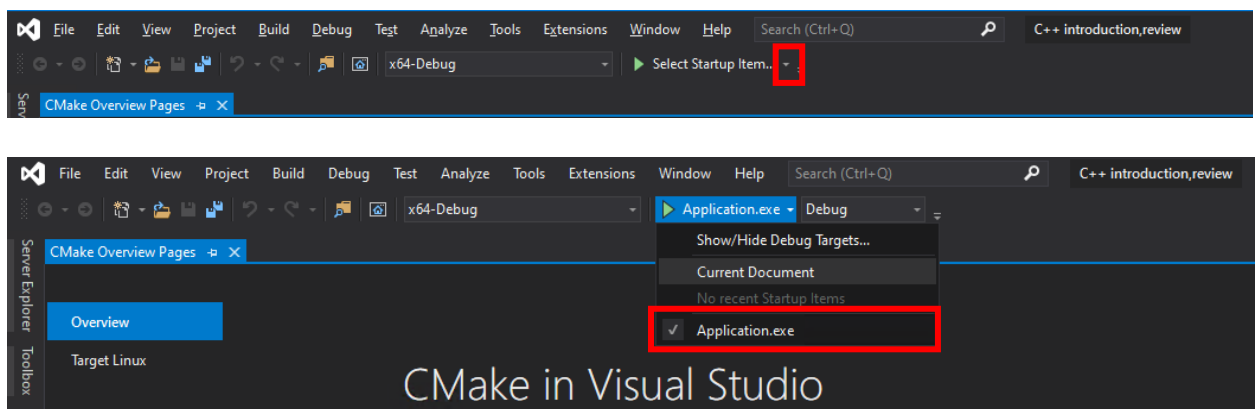 File Edit View Project Build Debug Test Analyze Tools Extensions Window Help Search (Ctrl+Q) C++ introduction,review
x64-Debug Select Startup Item...
CMake Overview Pages
File Edit View Project Build Debug Test Analyze Tools Extensions Window Help Search (Ctrl+Q) C++ introduction,review
x64-Debug Application.exe Debug
Server Explorer
Toolbox
CMake Overview Pages
Show/Hide Debug Targets...
Current Document
No recent Startup Items
Application.exe
Overview
Target Linux
CMake in Visual Studio